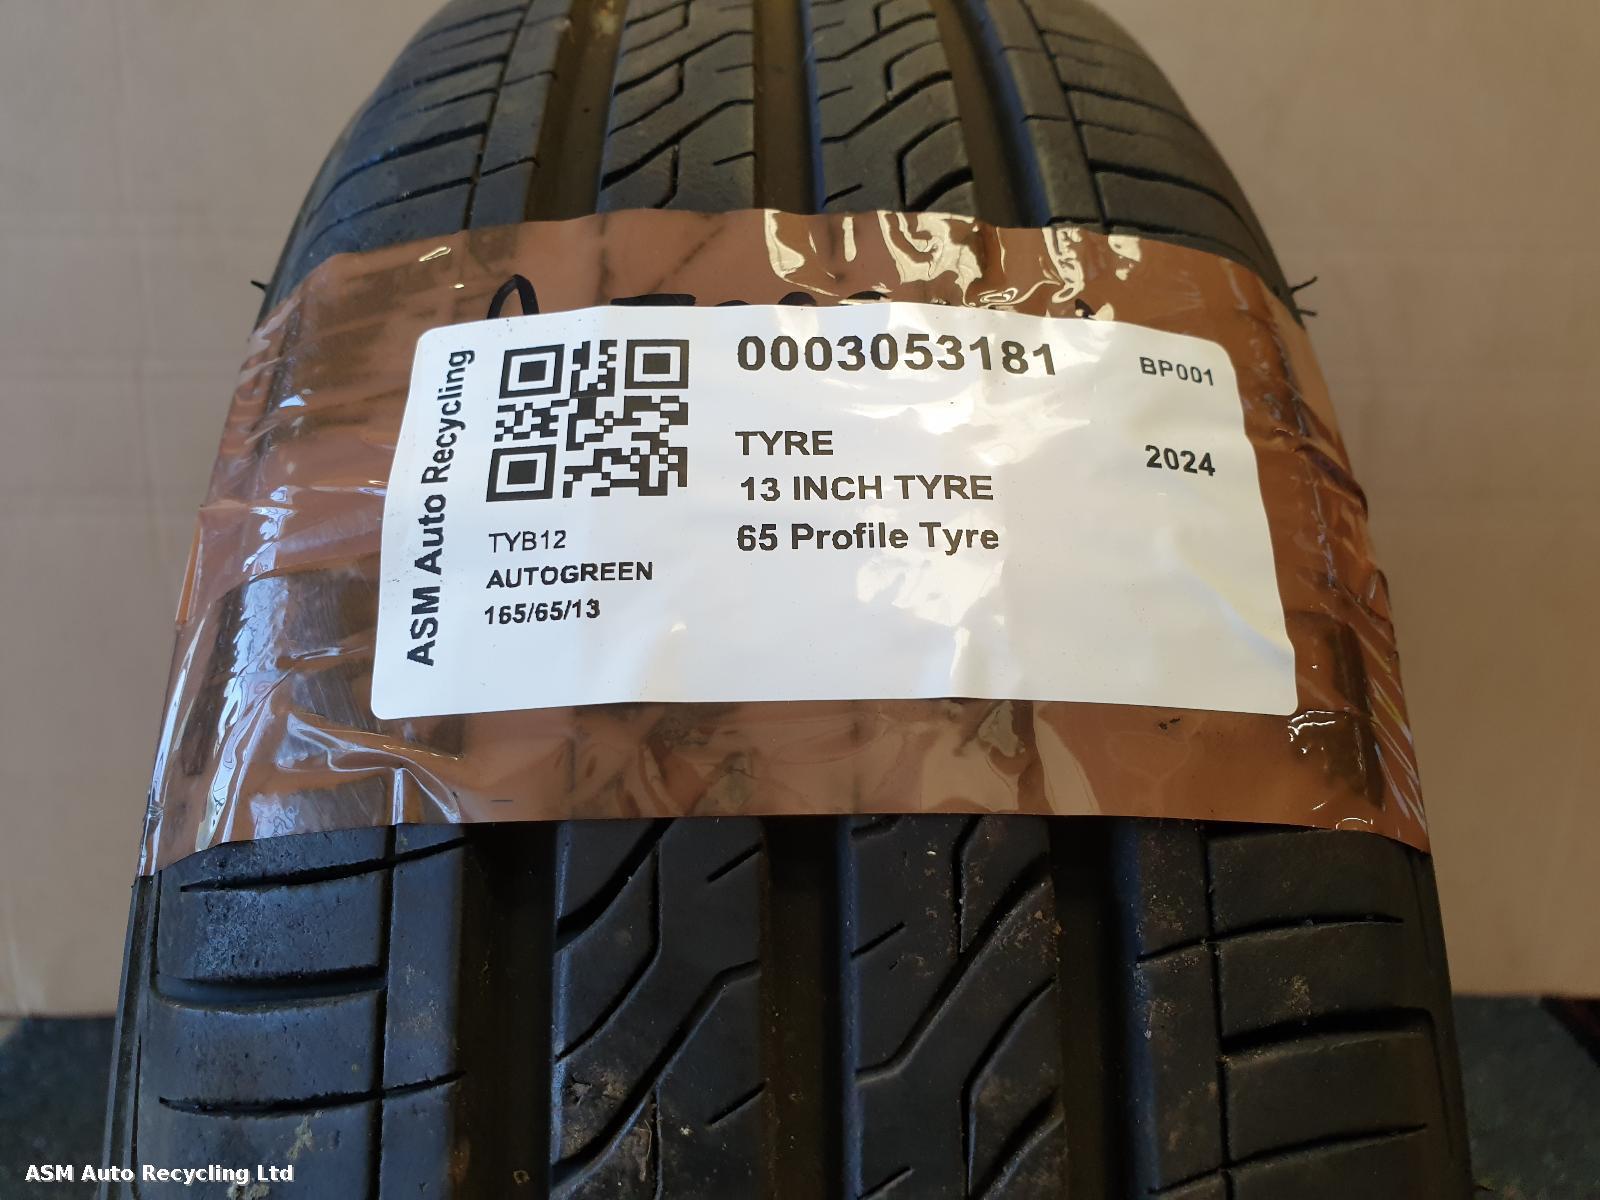 ASM Auto Recycling
0003053181
BP001
TYRE
2024
13 INCH TYRE
65 Profile Tyre
TYB12
AUTOGREEN
165/65/13
ASM Auto Recycling Ltd